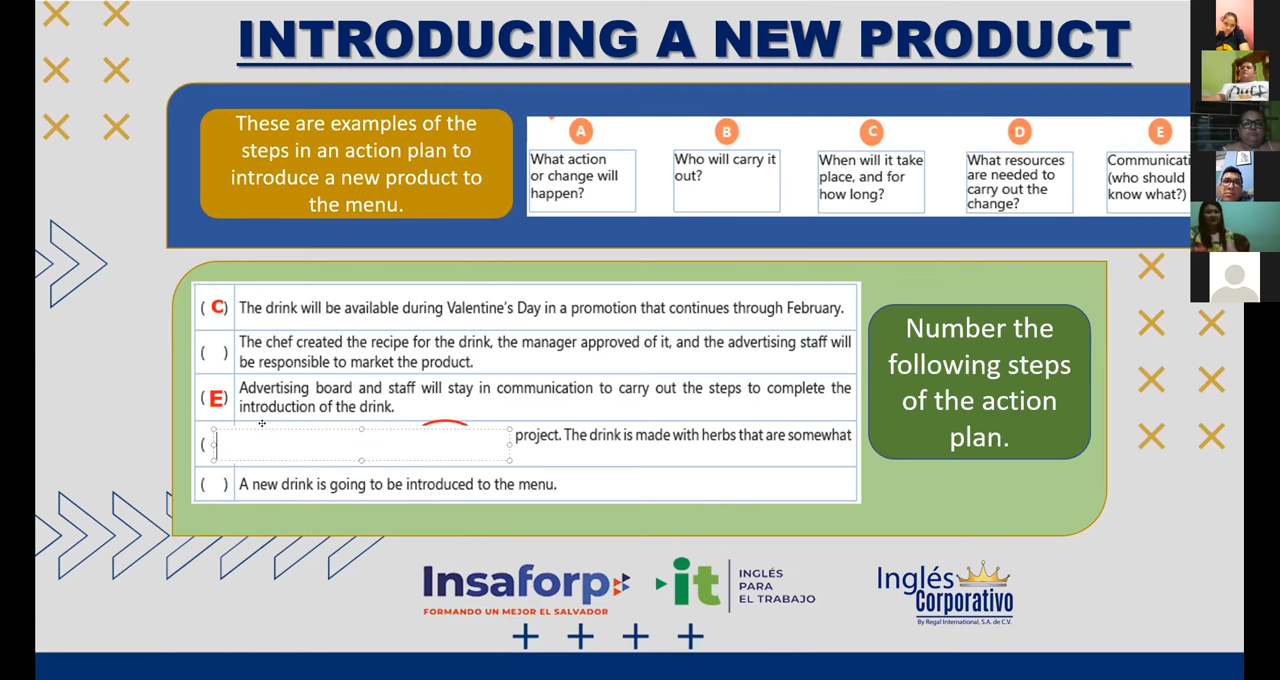 INTRODUCING A NEW PRODUCT
These are examples of the
steps in an action plan to
introduce a new product to
the menu.
A
What action
or change will
happen?
B
Who will carry it
out?
C
When will it take
place, and for
how long?
D
What resources
are needed to
carry out the
change?
E
Communicati
(who should
know what?)
( C ) The drink will be available during Valentine's Day in a promotion that continues through February.
( ) The chef created the recipe for the drink, the manager approved of it, and the advertising staff will
be responsible to market the product.
( E ) Advertising board and staff will stay in communication to carry out the steps to complete the
introduction of the drink.
( project. The drink is made with herbs that are somewhat
( ) A new drink is going to be introduced to the menu.
Number the
following steps
of the action
plan.
Insaforp
FORMANDO UN MEJOR EL SALVADOR
it
INGLÉS
PARA
EL TRABAJO
Inglés
Corporativo
By Regal International, S.A. de C.V.